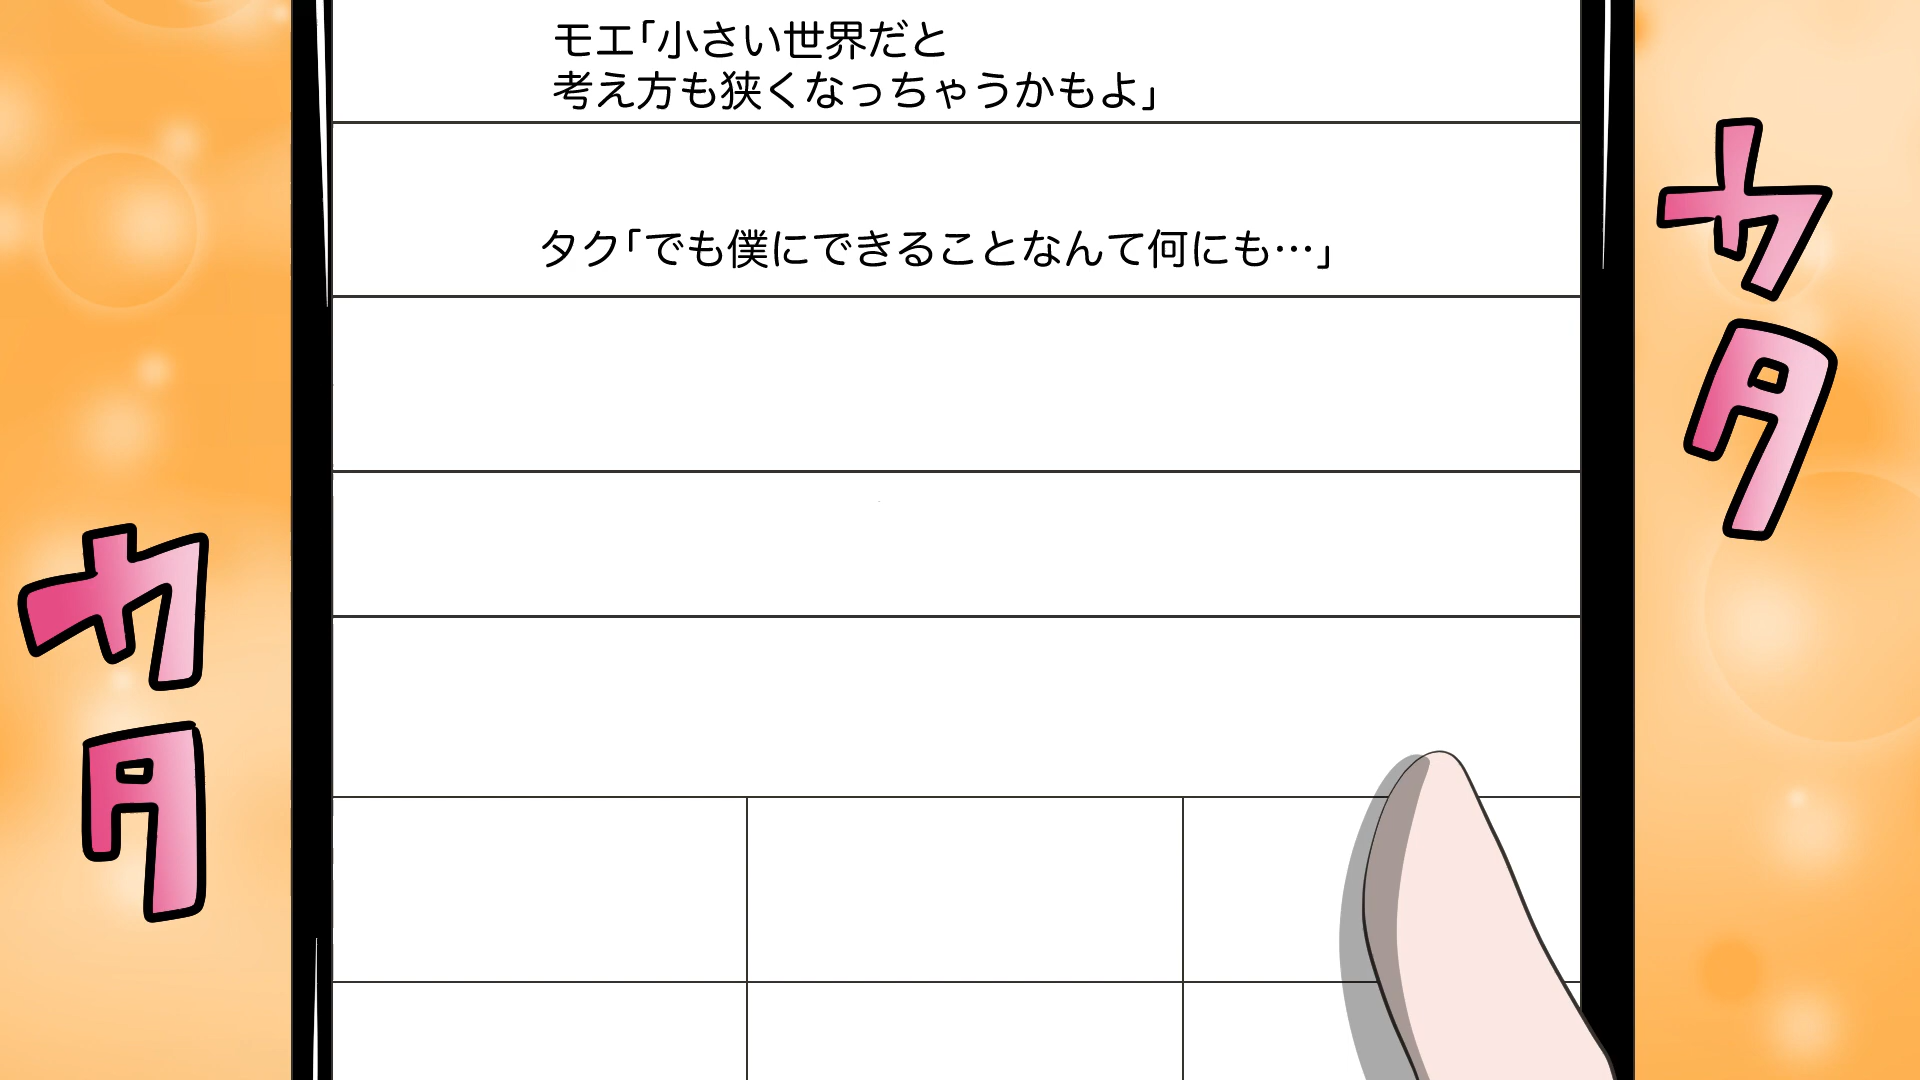 モエ「小さい世界だと
考え方も狭くなっちゃうかもよ」
タク「でも僕にできることなんて何にも…」
カタ
カタ